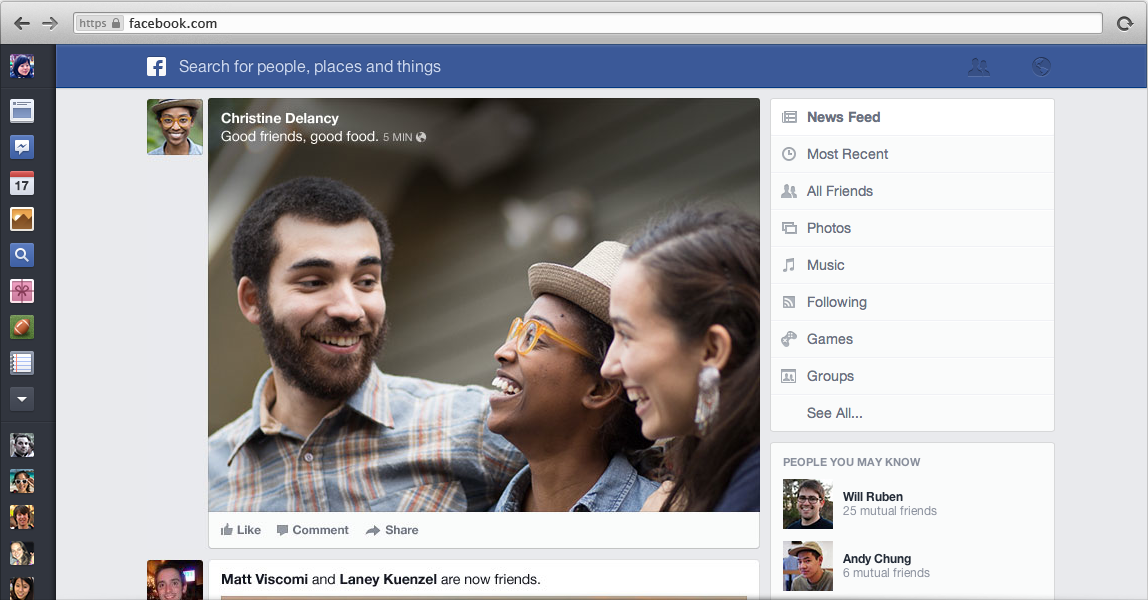 https facebook.com
f Search for people, places and things
17
Christine Delancy
Good friends, good food. 5 MIN
Like Comment Share
Matt Viscomi and Laney Kuenzel are now friends.
News Feed
Most Recent
All Friends
Photos
Music
Following
Games
Groups
See All...
PEOPLE YOU MAY KNOW
Will Ruben
25 mutual friends
Andy Chung
6 mutual friends